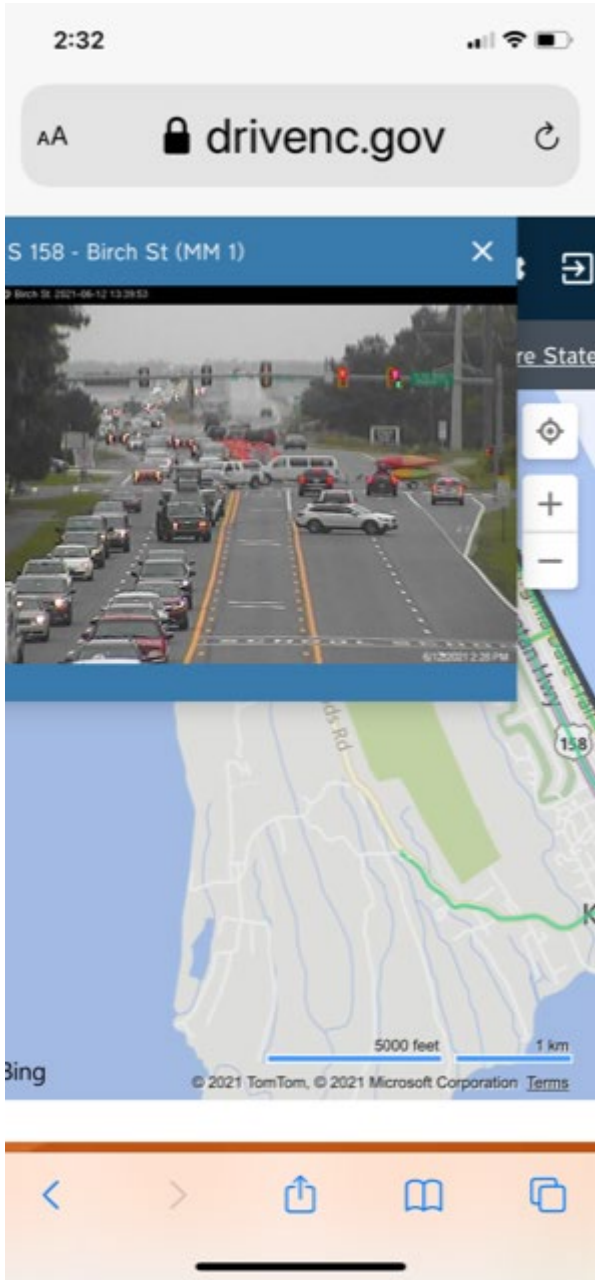 2:32
AA drivenc.gov
S 158 - Birch St (MM 1)
Birch St. 2021-06-12 13:39:53
re State
6/12/2021 2:28 PM
ds Rd
158
K
5000 feet 1 km
Bing
© 2021 TomTom, © 2021 Microsoft Corporation Terms